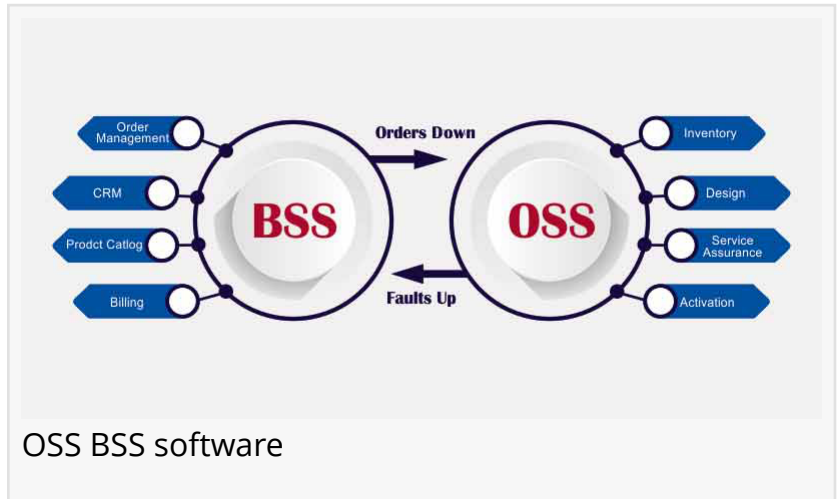 Order
Management
CRM
Prodct Catlog
Billing
BSS
Orders Down
Faults Up
OSS
Inventory
Design
Service
Assurance
Activation
OSS BSS software